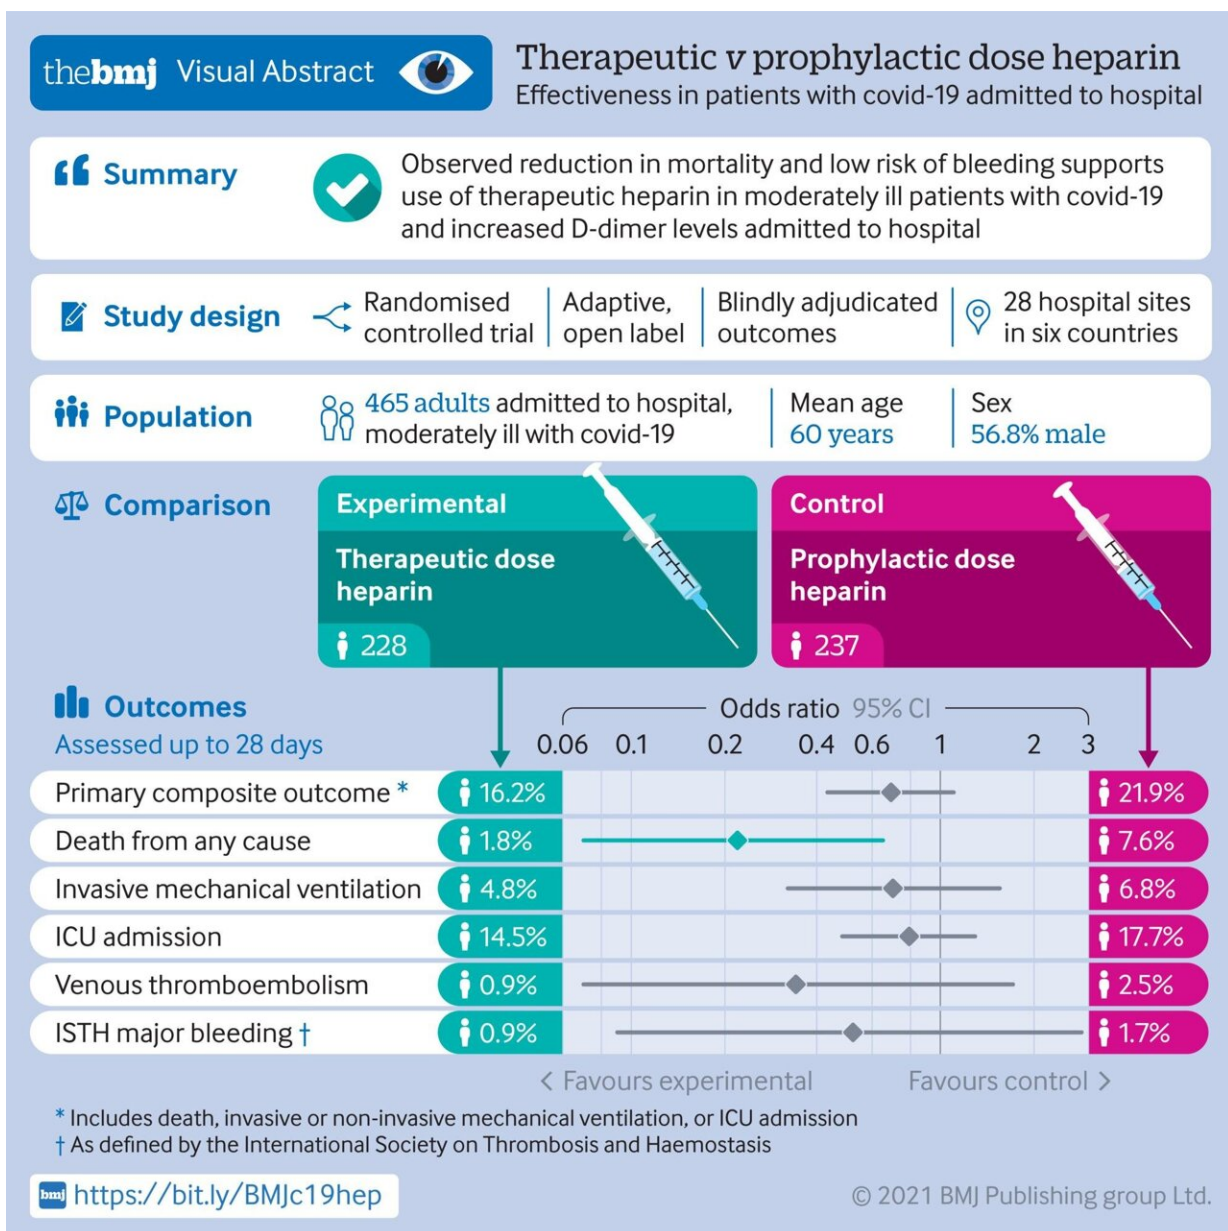 thebmj Visual Abstract
Therapeutic v prophylactic dose heparin
Effectiveness in patients with covid-19 admitted to hospital
Summary
Observed reduction in mortality and low risk of bleeding supports
use of therapeutic heparin in moderately ill patients with covid-19
and increased D-dimer levels admitted to hospital
Study design
Randomised
controlled trial
Adaptive,
open label
Blindly adjudicated
outcomes
28 hospital sites
in six countries
Population
465 adults admitted to hospital,
moderately ill with covid-19
Mean age
60 years
Sex
56.8% male
Comparison
Experimental
Therapeutic dose
heparin
228
Control
Prophylactic dose
heparin
237
Outcomes
Assessed up to 28 days
Odds ratio 95% CI
0.06 0.1 0.2 0.4 0.6 1 2 3
Primary composite outcome * 16.2% 21.9%
Death from any cause 1.8% 7.6%
Invasive mechanical ventilation 4.8% 6.8%
ICU admission 14.5% 17.7%
Venous thromboembolism 0.9% 2.5%
ISTH major bleeding † 0.9% 1.7%
< Favours experimental Favours control >
* Includes death, invasive or non-invasive mechanical ventilation, or ICU admission
† As defined by the International Society on Thrombosis and Haemostasis
bmj https://bit.ly/BMJc19hep
© 2021 BMJ Publishing group Ltd.